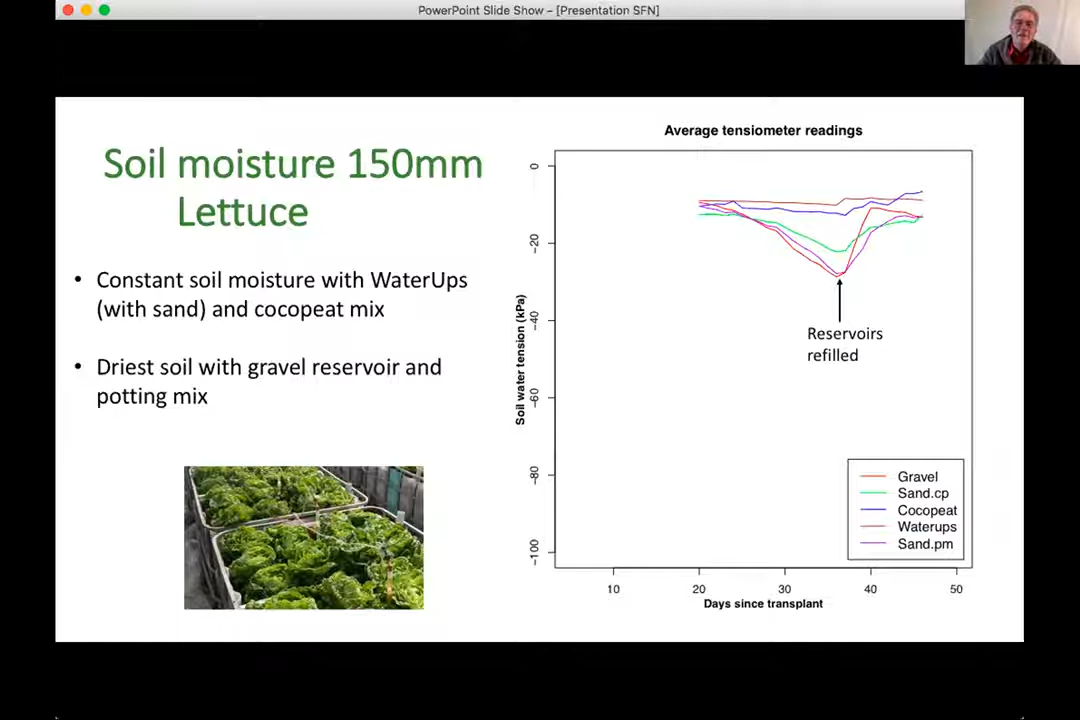 PowerPoint Slide Show – [Presentation SFN]
Soil moisture 150mm
Lettuce
• Constant soil moisture with WaterUps
(with sand) and cocopeat mix
• Driest soil with gravel reservoir and
potting mix
Average tensiometer readings
Soil water tension (kPa)
0
−20
−40
−60
−80
−100
Reservoirs
refilled
Gravel
Sand.cp
Cocopeat
Waterups
Sand.pm
10 20 30 40 50
Days since transplant